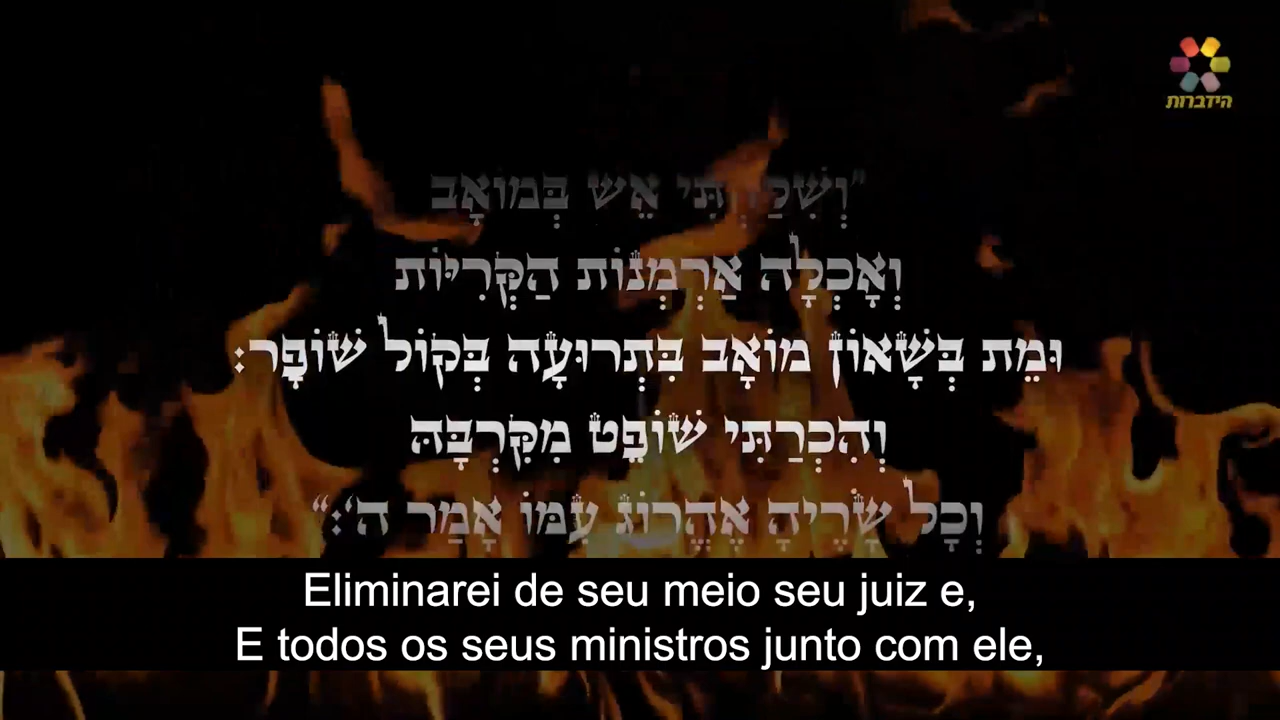 הידברות
"וְשִׁלַּחְתִּי אֵשׁ בְּמוֹאָב
וְאָכְלָה אַרְמְנוֹת הַקְּרִיּוֹת
וּמֵת בְּשָׁאוֹן מוֹאָב בִּתְרוּעָה בְּקוֹל שׁוֹפָר:
וְהִכְרַתִּי שׁוֹפֵט מִקִּרְבָּהּ
וְכָל שָׂרֶיהָ אֶהֱרוֹג עִמּוֹ אָמַר ה':"
Eliminarei de seu meio seu juiz e,
E todos os seus ministros junto com ele,